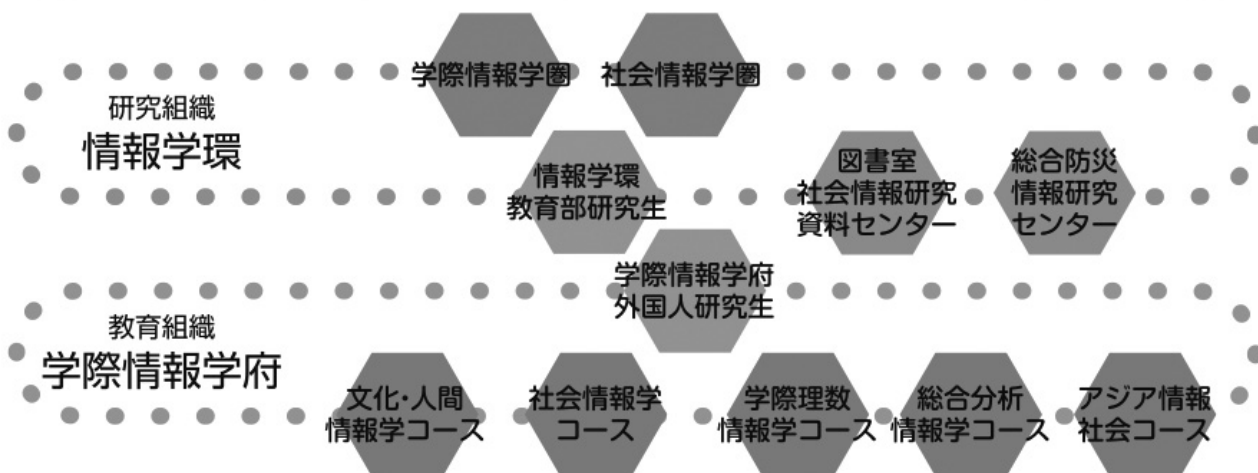 学際情報学圏
社会情報学圏
研究組織
情報学環
情報学環
教育部研究生
図書室
社会情報研究
資料センター
総合防災
情報研究
センター
学際情報学府
外国人研究生
教育組織
学際情報学府
文化・人間
情報学コース
社会情報学
コース
学際理数
情報学コース
総合分析
情報学コース
アジア情報
社会コース